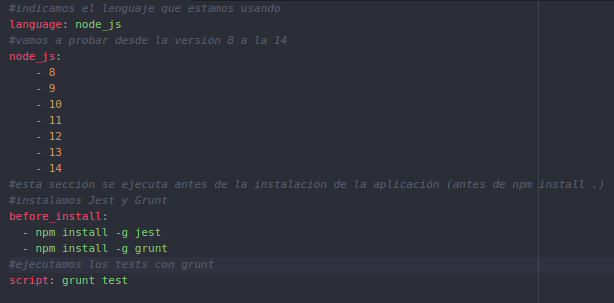 #indicamos el lenguaje que estamos usando
language: node_js
#vamos a probar desde la versión 8 a la 14
node_js:
    - 8
    - 9
    - 10
    - 11
    - 12
    - 13
    - 14
#esta sección se ejecuta antes de la instalación de la aplicación (antes de npm install .)
#instalamos Jest y Grunt
before_install:
  - npm install -g jest
  - npm install -g grunt
#ejecutamos los tests con grunt
script: grunt test